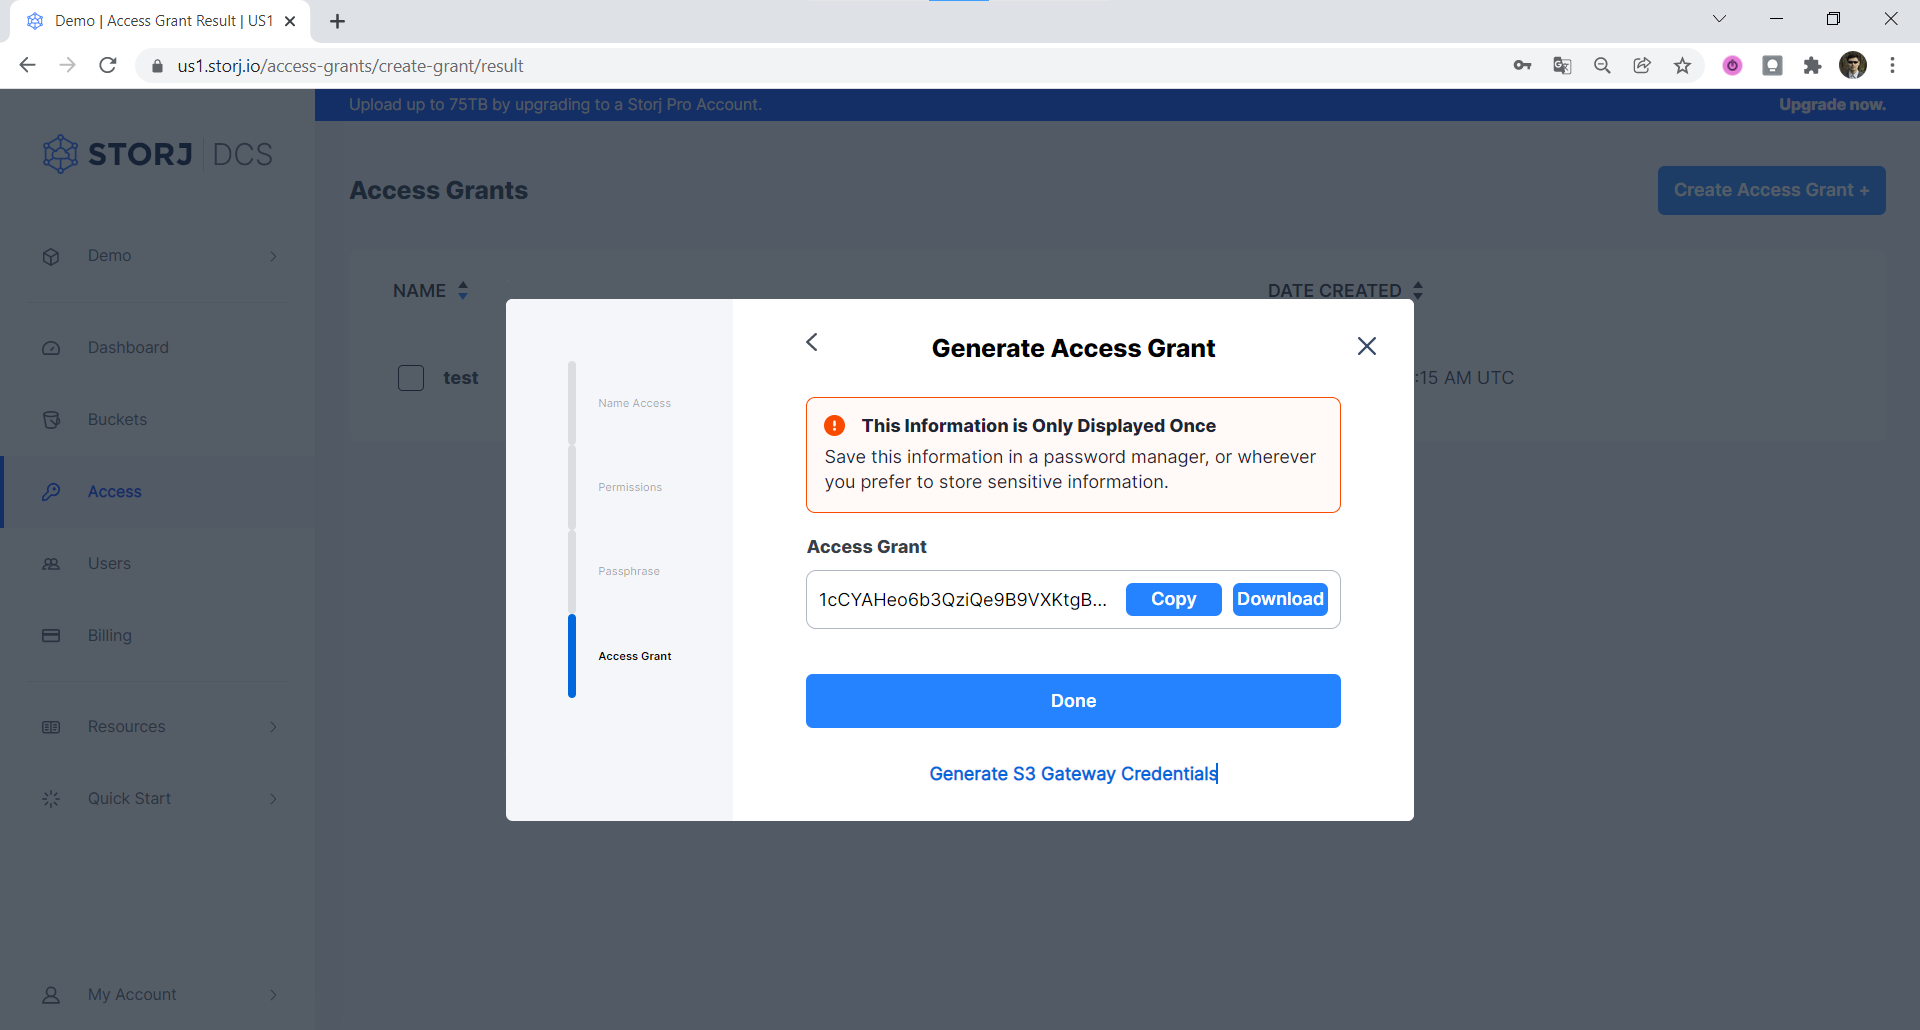 Demo | Access Grant Result | US1
us1.storj.io/access-grants/create-grant/result
Upload up to 75TB by upgrading to a Storj Pro Account.
Upgrade now.
STORJ DCS
Access Grants
Create Access Grant +
Demo
NAME
DATE CREATED
Dashboard
test
:15 AM UTC
Buckets
Access
Users
Billing
Resources
Quick Start
My Account
Name Access
Permissions
Passphrase
Access Grant
Generate Access Grant
This Information is Only Displayed Once
Save this information in a password manager, or wherever
you prefer to store sensitive information.
Access Grant
1cCYAHeo6b3QziQe9B9VXKtgB...
Copy
Download
Done
Generate S3 Gateway Credentials